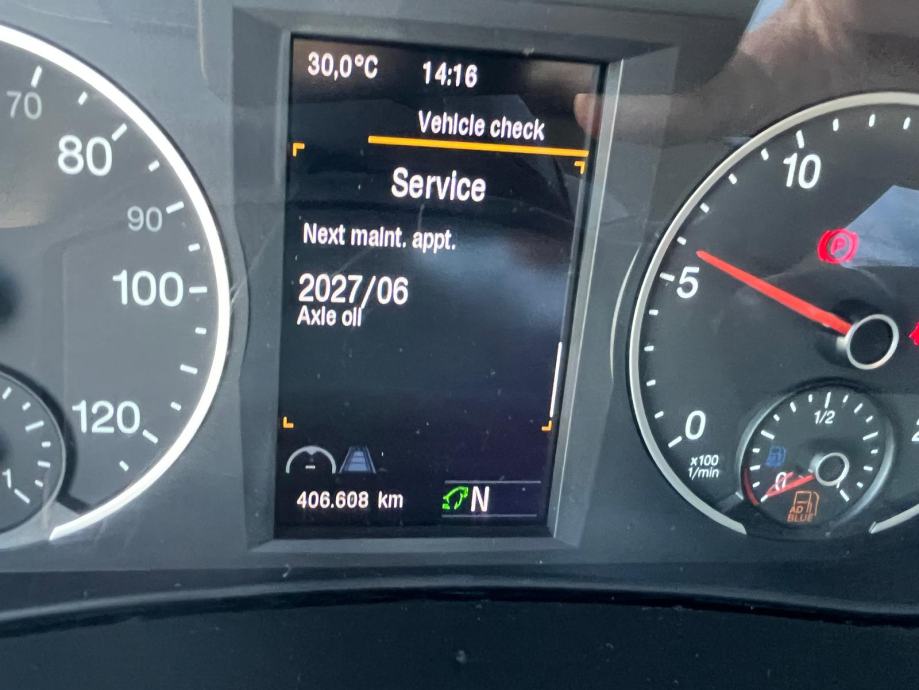 30,0°C 14:16
Vehicle check
Service
Next maint. appt.
2027/06
Axle oil
406.608 km N
70
80
90
100
120
1
10
5
0
x100
1/min
P
1/2
AD
BLUE